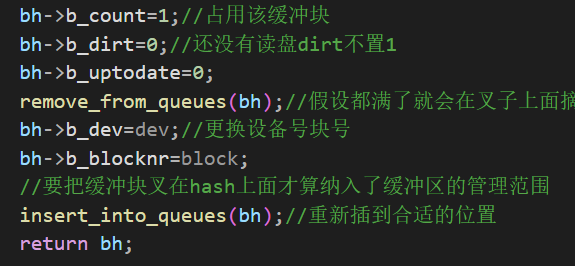 bh->b_count=1;//占用该缓冲块
bh->b_dirt=0;//还没有读盘dirt不置1
bh->b_uptodate=0;
remove_from_queues(bh);//假设都满了就会在叉子上面摘
bh->b_dev=dev;//更换设备号块号
bh->b_blocknr=block;
//要把缓冲块叉在hash上面才算纳入了缓冲区的管理范围
insert_into_queues(bh);//重新插到合适的位置
return bh;